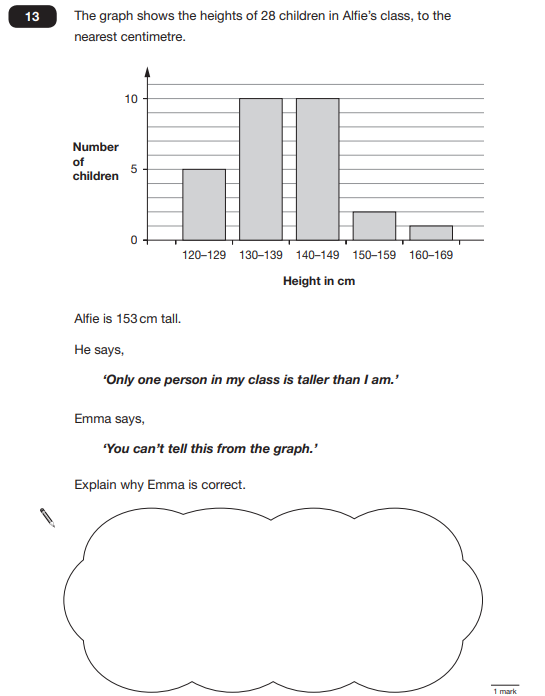 13
The graph shows the heights of 28 children in Alfie's class, to the
nearest centimetre.
10
Number
of
children
5
0
120–129 130–139 140–149 150–159 160–169
Height in cm
Alfie is 153 cm tall.
He says,
'Only one person in my class is taller than I am.'
Emma says,
'You can't tell this from the graph.'
Explain why Emma is correct.
1 mark